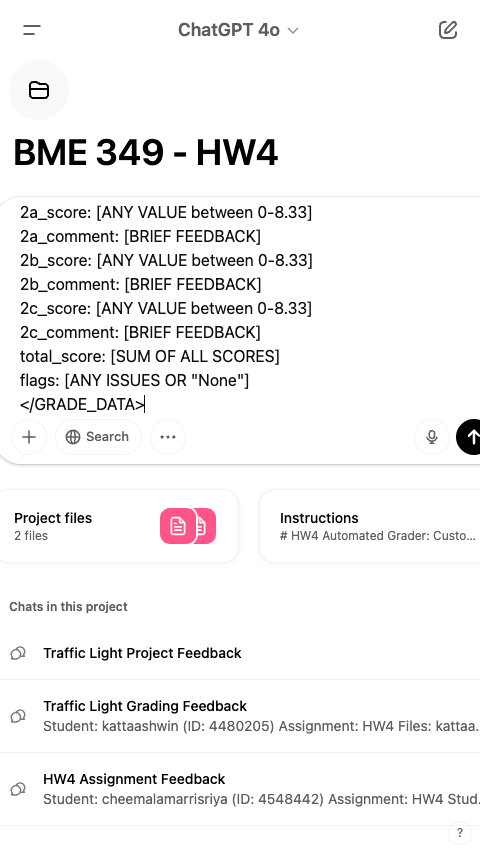 ChatGPT 4o
BME 349 - HW4
2a_score: [ANY VALUE between 0-8.33]
2a_comment: [BRIEF FEEDBACK]
2b_score: [ANY VALUE between 0-8.33]
2b_comment: [BRIEF FEEDBACK]
2c_score: [ANY VALUE between 0-8.33]
2c_comment: [BRIEF FEEDBACK]
total_score: [SUM OF ALL SCORES]
flags: [ANY ISSUES OR "None"]
</GRADE_DATA>
Search
Project files
2 files
Instructions
# HW4 Automated Grader: Custo...
Chats in this project
Traffic Light Project Feedback
Traffic Light Grading Feedback
Student: kattaashwin (ID: 4480205) Assignment: HW4 Files: kattaa...
HW4 Assignment Feedback
Student: cheemalamarrisriya (ID: 4548442) Assignment: HW4 Stud...
?